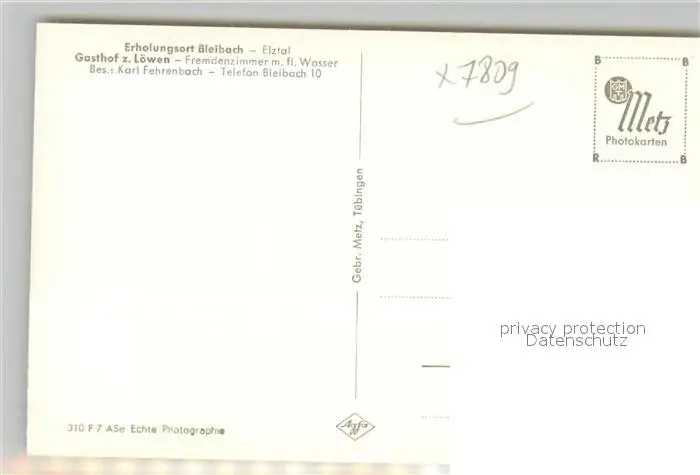 Erholungsort Bleibach – Elztal
Gasthof z. Löwen – Fremdenzimmer m. fl. Wasser
Bes.: Karl Fehrenbach – Telefon Bleibach 10
x7809
B B
Metz
Photokarten
R B
Gebr. Metz, Tübingen
privacy protection
Datenschutz
310 F 7 ASe Echte Photographie
Agfa